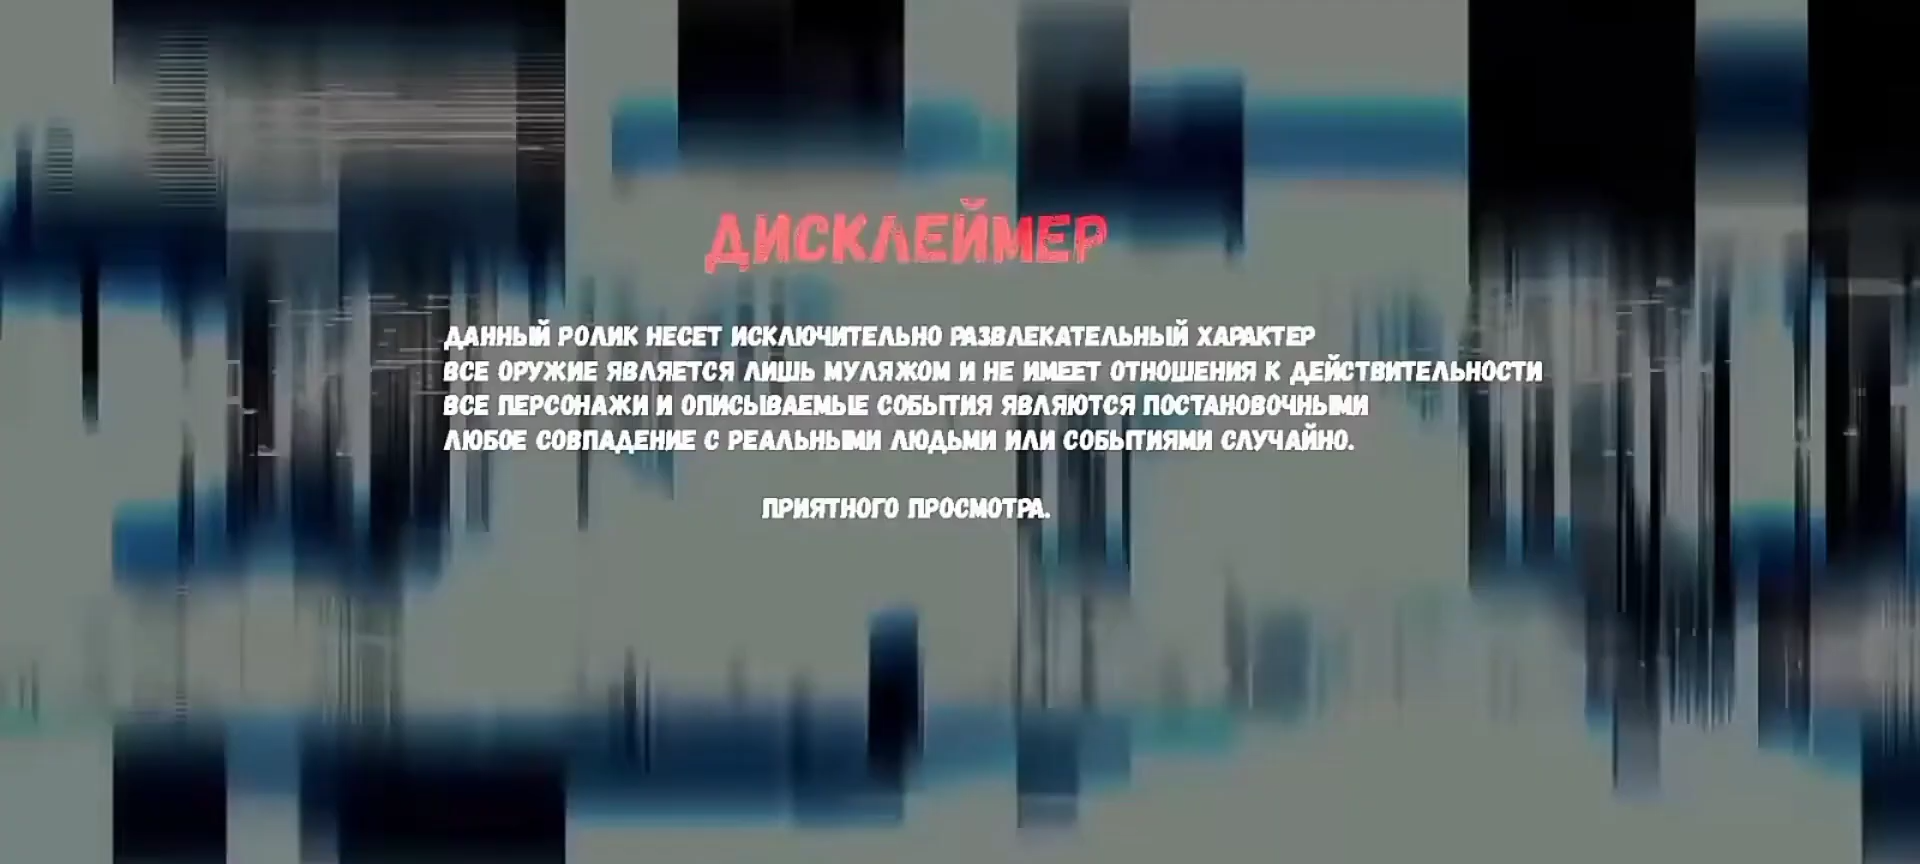 ДИСКЛЕЙМЕР
ДАННЫЙ РОЛИК НЕСЕТ ИСКЛЮЧИТЕЛЬНО РАЗВЛЕКАТЕЛЬНЫЙ ХАРАКТЕР
ВСЕ ОРУЖИЕ ЯВЛЯЕТСЯ ЛИШЬ МУЛЯЖОМ И НЕ ИМЕЕТ ОТНОШЕНИЯ К ДЕЙСТВИТЕЛЬНОСТИ
ВСЕ ПЕРСОНАЖИ И ОПИСЫВАЕМЫЕ СОБЫТИЯ ЯВЛЯЮТСЯ ПОСТАНОВОЧНЫМИ
ЛЮБОЕ СОВПАДЕНИЕ С РЕАЛЬНЫМИ ЛЮДЬМИ ИЛИ СОБЫТИЯМИ СЛУЧАЙНО.
ПРИЯТНОГО ПРОСМОТРА.